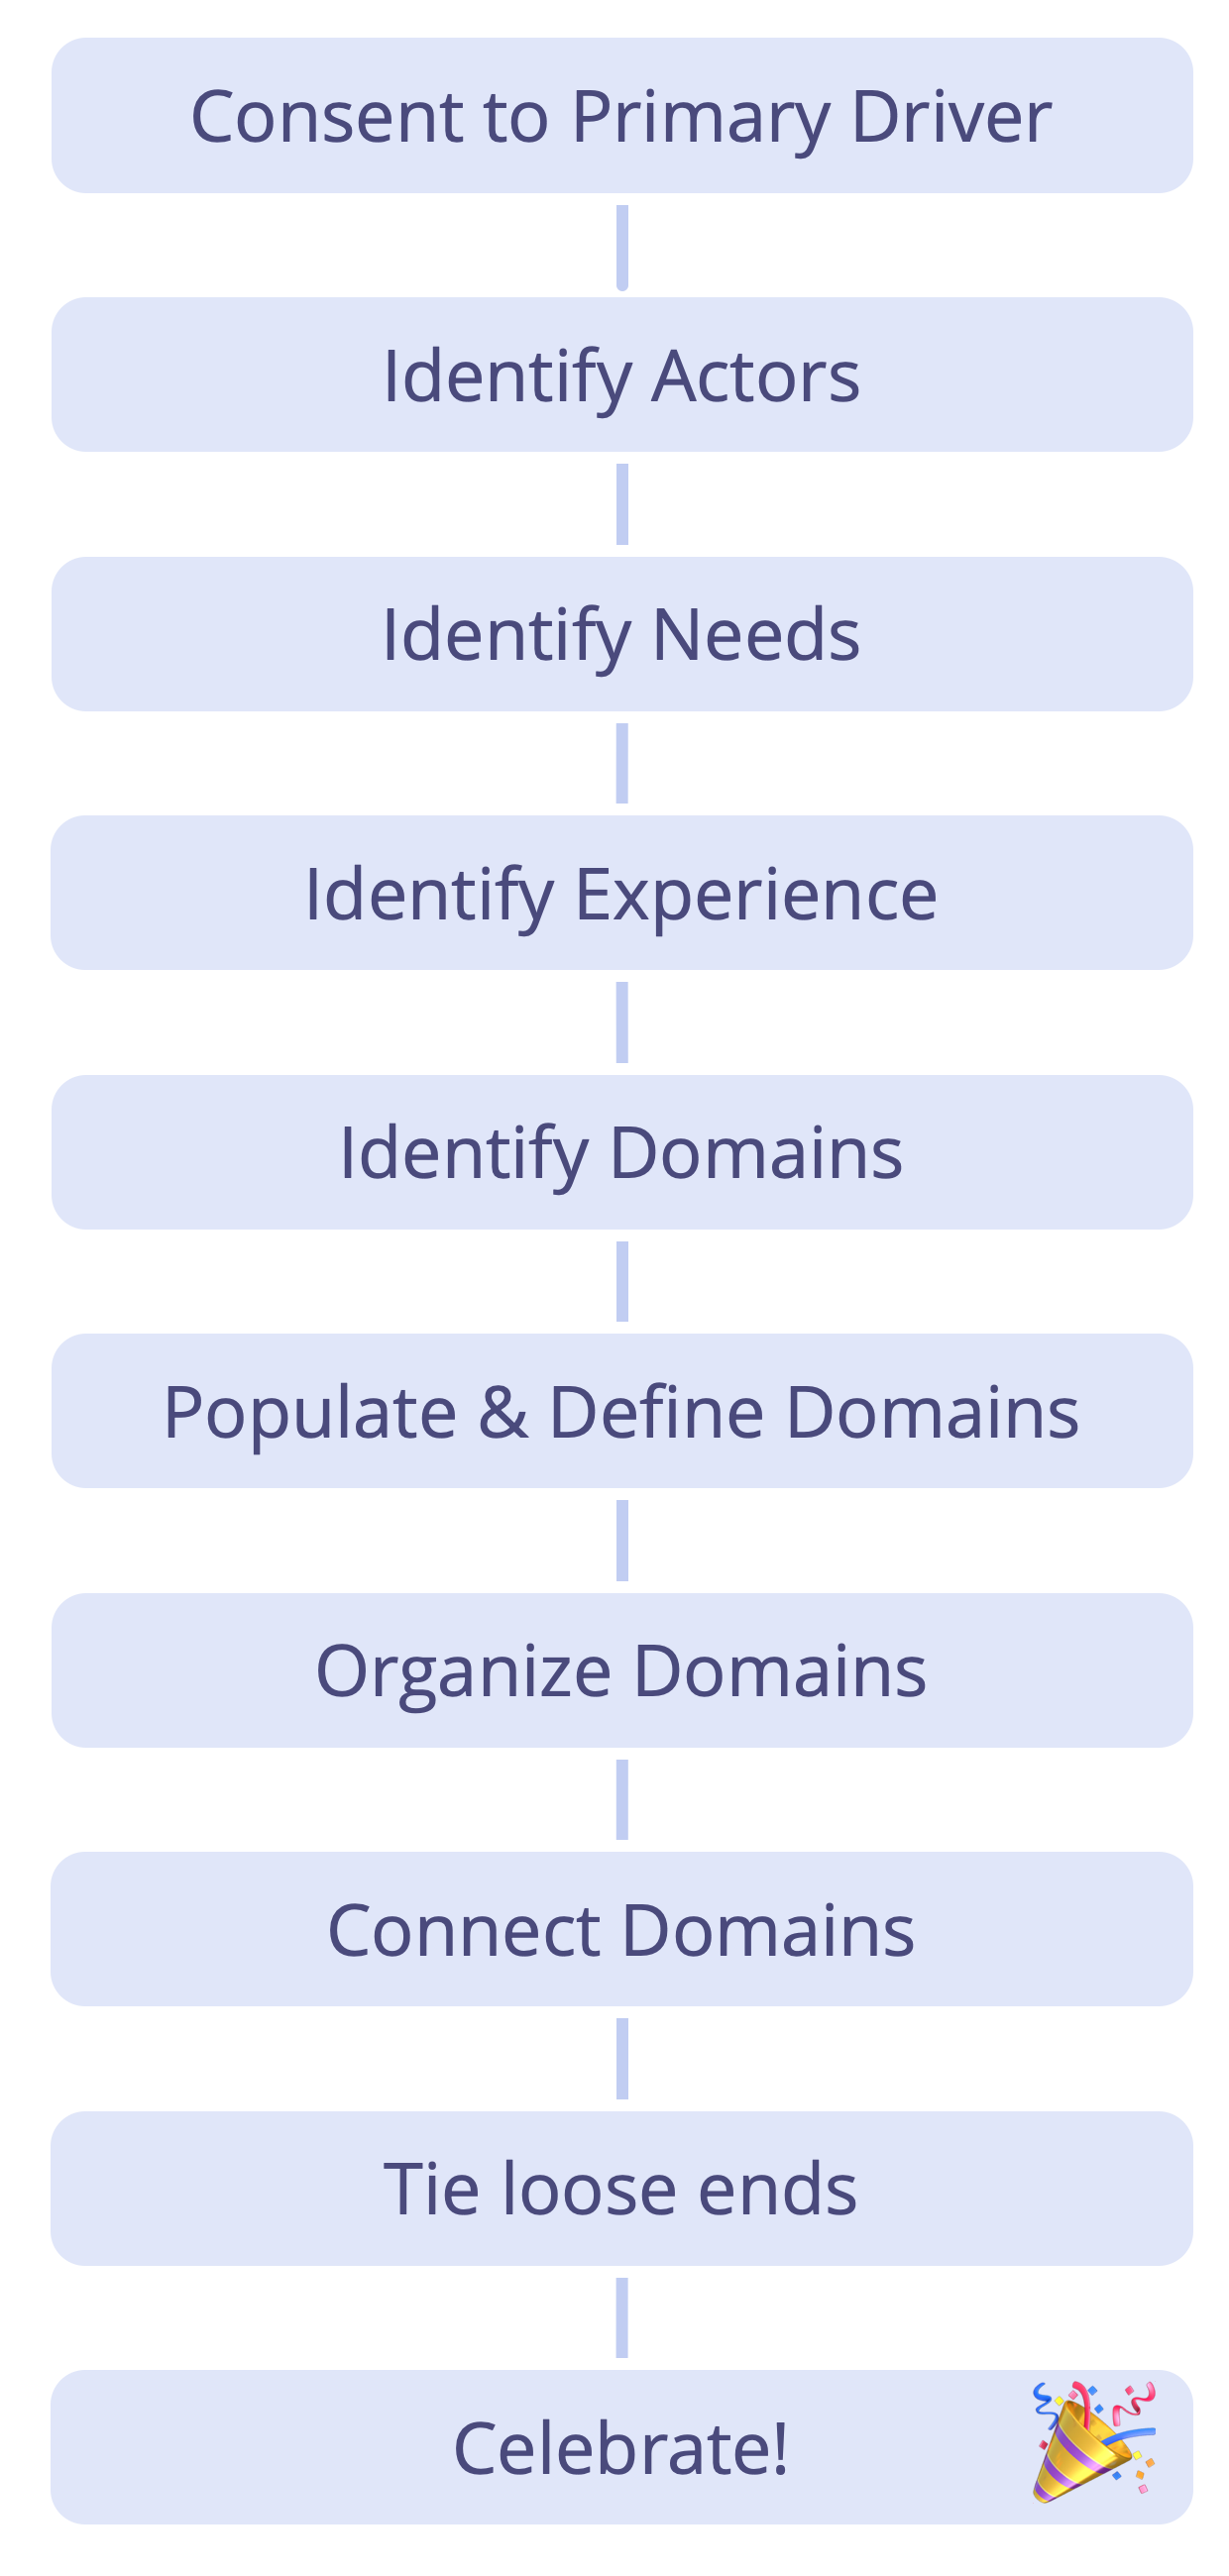 Consent to Primary Driver
Identify Actors
Identify Needs
Identify Experience
Identify Domains
Populate & Define Domains
Organize Domains
Connect Domains
Tie loose ends
Celebrate!